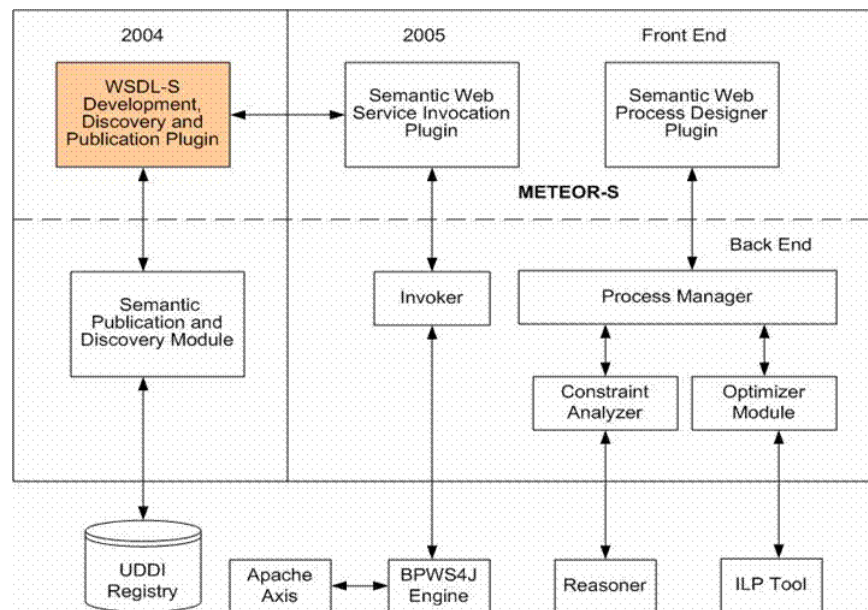 2004
2005
Front End
WSDL-S
Development,
Discovery and
Publication Plugin
Semantic Web
Service Invocation
Plugin
Semantic Web
Process Designer
Plugin
METEOR-S
Back End
Semantic
Publication and
Discovery Module
Invoker
Process Manager
Constraint
Analyzer
Optimizer
Module
UDDI
Registry
Apache
Axis
BPWS4J
Engine
Reasoner
ILP Tool